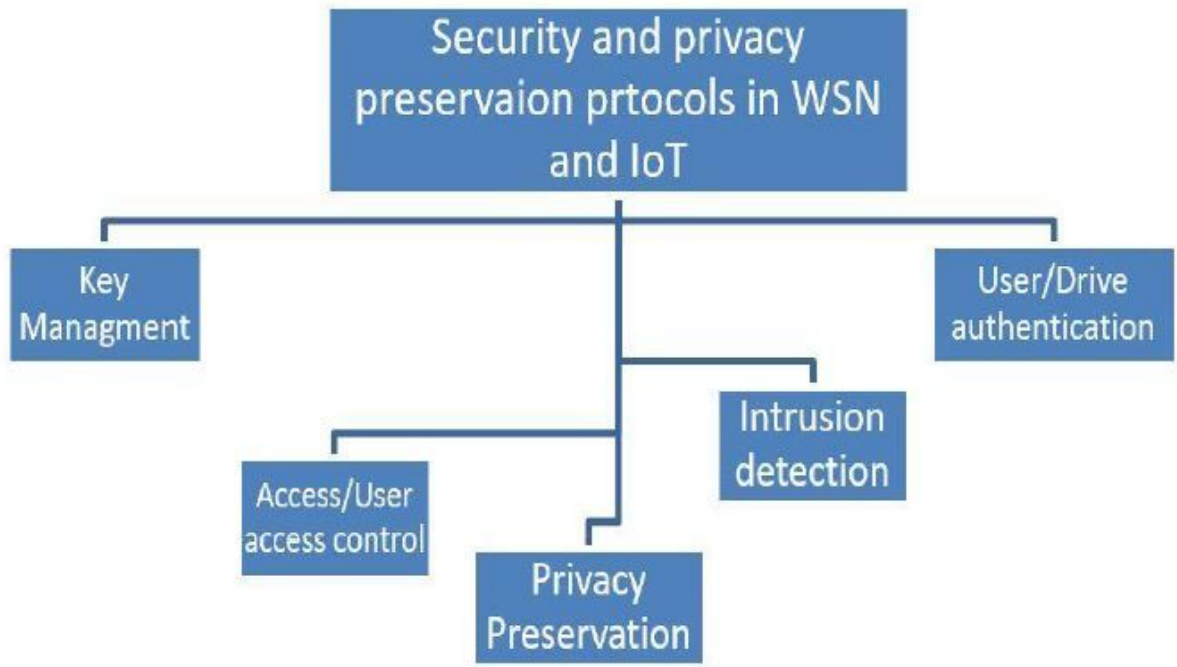 Security and privacy
preservaion prtocols in WSN
and IoT
Key
Managment
User/Drive
authentication
Intrusion
detection
Access/User
access control
Privacy
Preservation